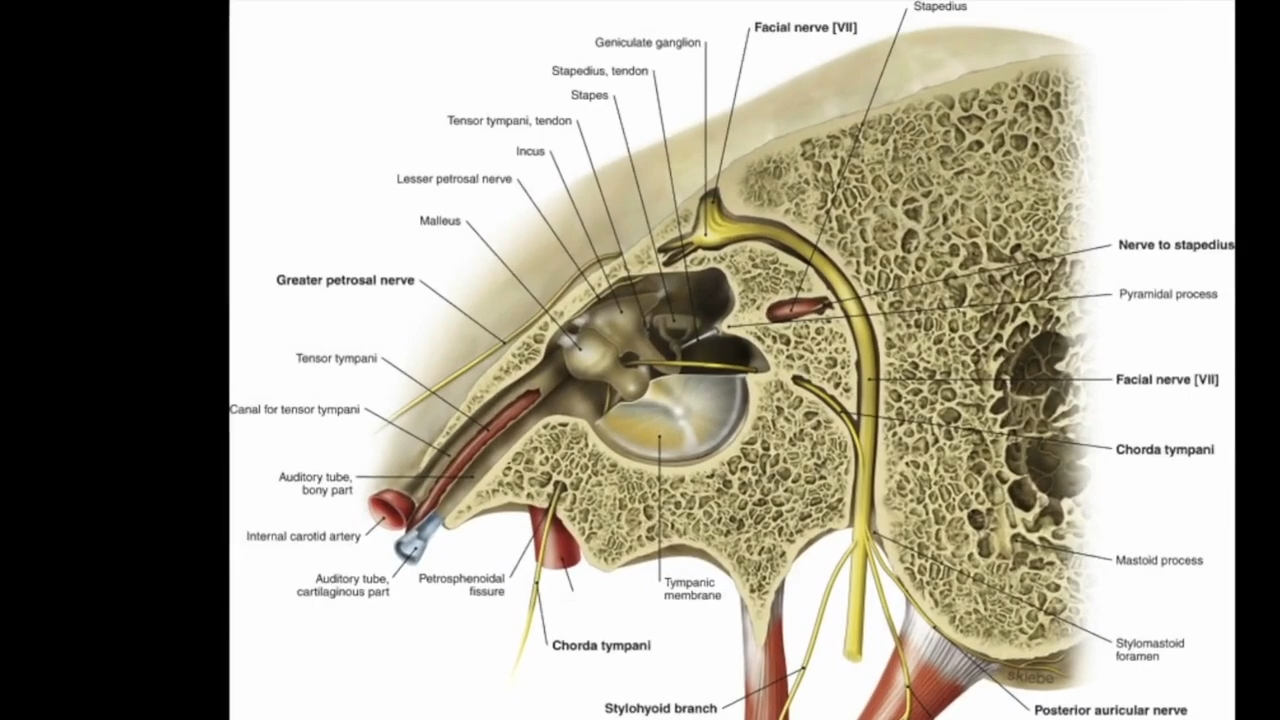 Stapedius
Facial nerve [VII]
Geniculate ganglion
Stapedius, tendon
Stapes
Tensor tympani, tendon
Incus
Lesser petrosal nerve
Malleus
Greater petrosal nerve
Tensor tympani
Canal for tensor tympani
Auditory tube,
bony part
Internal carotid artery
Auditory tube,
cartilaginous part
Petrosphenoidal
fissure
Chorda tympani
Tympanic
membrane
Stylohyoid branch
Nerve to stapedius
Pyramidal process
Facial nerve [VII]
Chorda tympani
Mastoid process
Stylomastoid
foramen
skiebe
Posterior auricular nerve